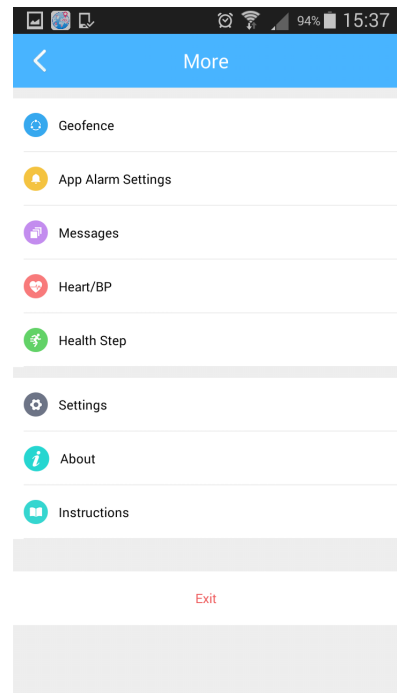 94% 15:37
More
Geofence
App Alarm Settings
Messages
Heart/BP
Health Step
Settings
About
Instructions
Exit